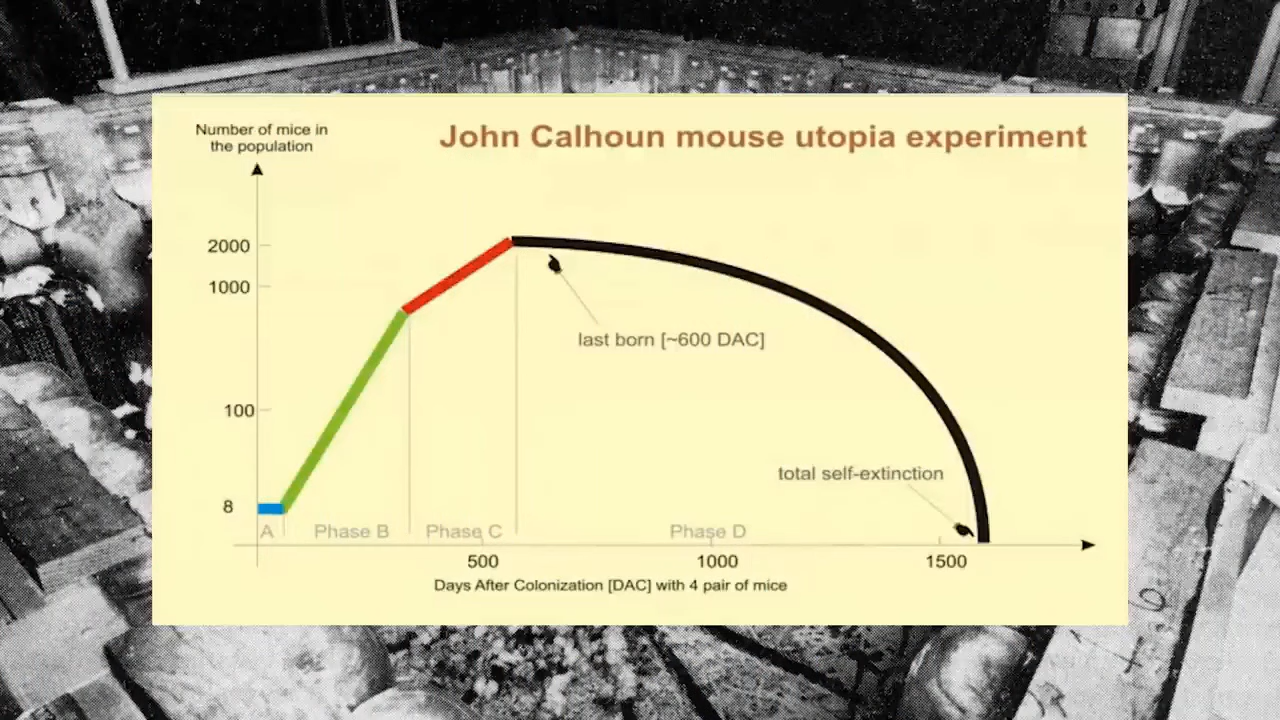 Number of mice in
the population
John Calhoun mouse utopia experiment
2000
1000
last born [~600 DAC]
100
total self-extinction
8
A
Phase B
Phase C
Phase D
500
1000
1500
Days After Colonization [DAC] with 4 pair of mice